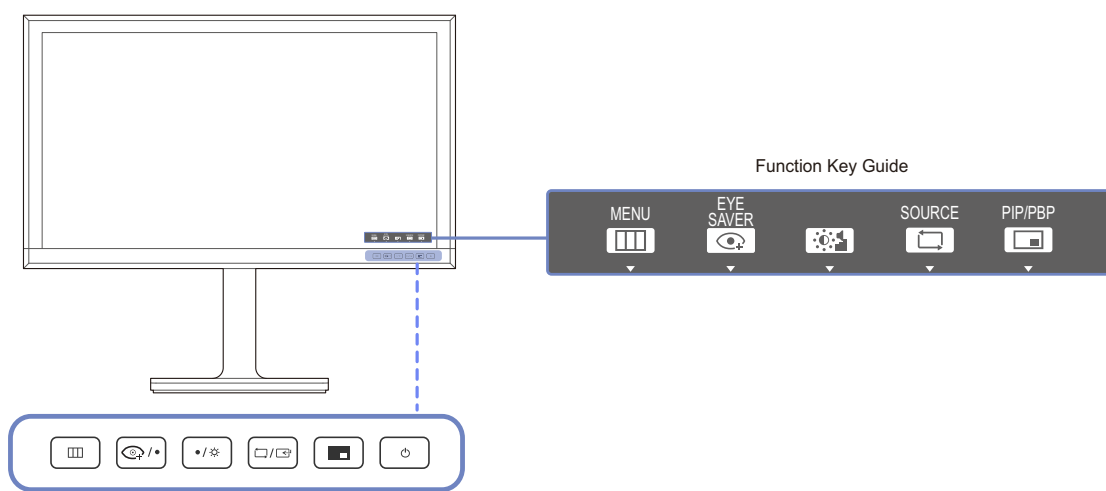 Function Key Guide
MENU
EYE
SAVER
SOURCE
PIP/PBP